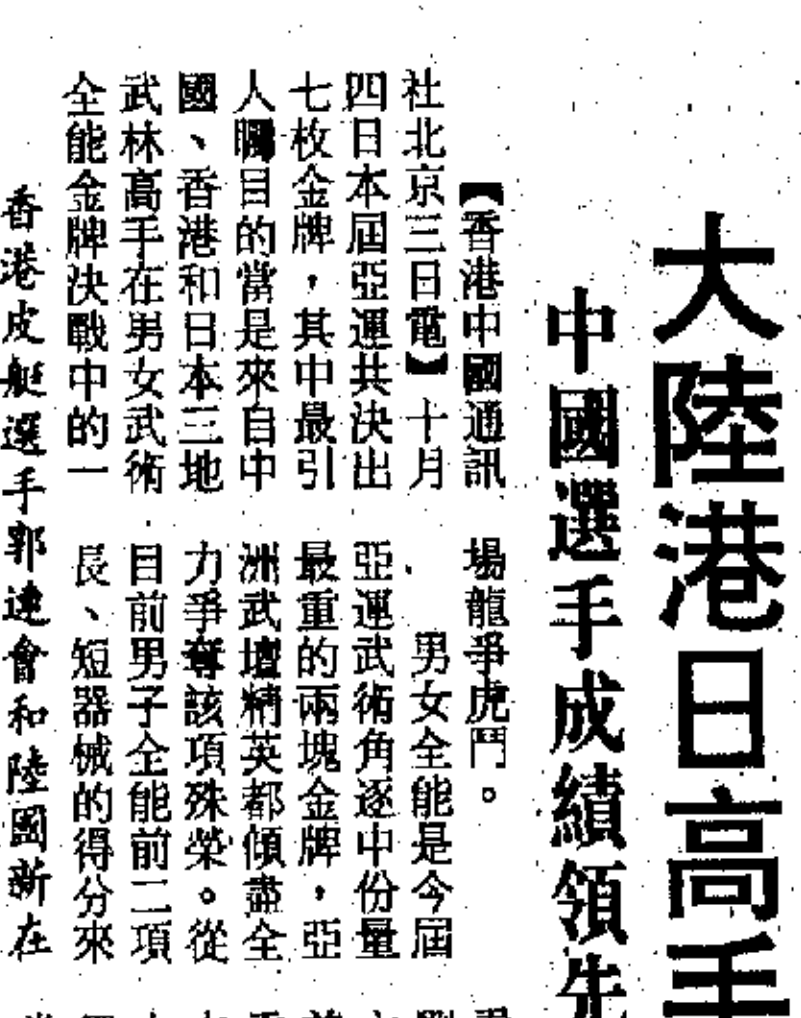 大陸港日高手
中國選手成績領先
【香港中國通訊
社北京三日電】十月
四日本屆亞運共決出
七枚金牌，其中最引
人矚目的當是來自中
國、香港和日本三地
武林高手在男女武術
全能金牌決戰中的一
場龍爭虎鬥。
男女全能是今屆
亞運武術角逐中份量
最重的兩塊金牌，亞
洲武壇精英都傾盡全
力爭奪該項殊榮。從
目前男子全能前二項
長、短器械的得分來
香港皮艇選手郭連會和陸國新在